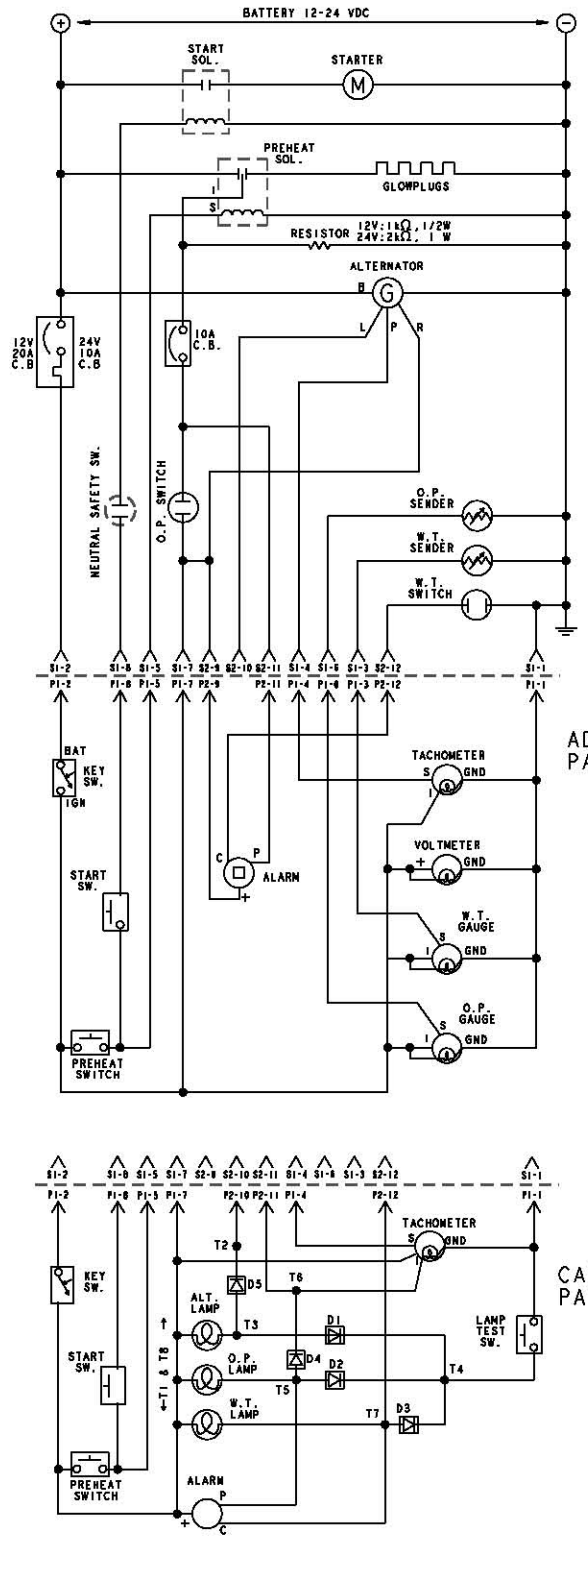 BATTERY 12-24 VDC
+
-
START
SOL.
STARTER
M
PREHEAT
SOL.
I
S
GLOWPLUGS
RESISTOR
12V:1kΩ, 1/2W
24V:2kΩ, 1 W
ALTERNATOR
B
G
L
P
R
12V
20A
C.B
24V
10A
C.B
10A
C.B.
NEUTRAL SAFETY SW.
O.P. SWITCH
O.P.
SENDER
W.T.
SENDER
W.T.
SWITCH
S1-2 S1-8 S1-5 S1-7 S2-9 S2-10 S2-11 S1-4 S1-6 S1-3 S2-12 S1-1
P1-2 P1-8 P1-5 P1-7 P2-9 P2-11 P1-4 P1-6 P1-3 P2-12 P1-1
AD
PA
BAT
KEY
SW.
IGN
TACHOMETER
S
GND
I
VOLTMETER
+
GND
START
SW.
C
P
ALARM
+
W.T.
GAUGE
S
I
GND
O.P.
GAUGE
S
I
GND
PREHEAT
SWITCH
S1-2 S1-8 S1-5 S1-7 S2-9 S2-10 S2-11 S1-4 S1-6 S1-3 S2-12 S1-1
P1-2 P1-8 P1-5 P1-7 P2-10 P2-11 P1-4 P2-12 P1-1
TACHOMETER
S
GND
I
T2
KEY
SW.
D5
T6
CA
PA
ALT.
LAMP
T3
D1
LAMP
TEST
SW.
←T1 & T8→
O.P.
LAMP
D4
D2
T4
T5
START
SW.
W.T.
LAMP
T7
D3
PREHEAT
SWITCH
ALARM
P
+
C